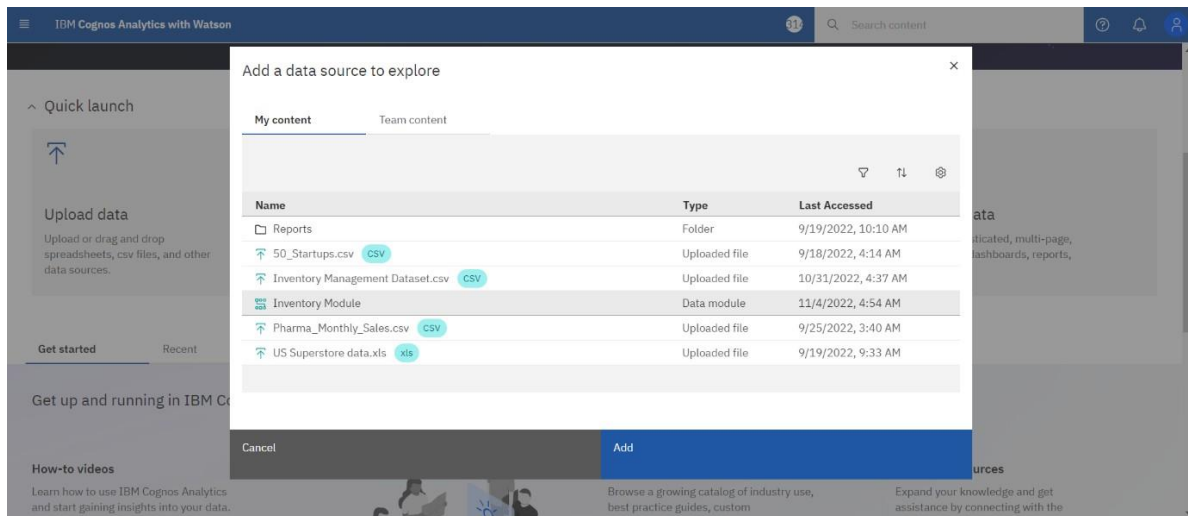 IBM Cognos Analytics with Watson
Search content
Add a data source to explore
My content
Team content
Quick launch
Upload data
Upload or drag and drop
spreadsheets, csv files, and other
data sources.
Name Type Last Accessed
Reports Folder 9/19/2022, 10:10 AM
50_Startups.csv CSV Uploaded file 9/18/2022, 4:14 AM
Inventory Management Dataset.csv CSV Uploaded file 10/31/2022, 4:37 AM
Inventory Module Data module 11/4/2022, 4:54 AM
Pharma_Monthly_Sales.csv CSV Uploaded file 9/25/2022, 3:40 AM
US Superstore data.xls xls Uploaded file 9/19/2022, 9:33 AM
ata
sticated, multi-page,
dashboards, reports,
Get started
Recent
Get up and running in IBM
Cancel
Add
How-to videos
Learn how to use IBM Cognos Analytics
and start gaining insights into your data.
Browse a growing catalog of industry use,
best practice guides, custom
urces
Expand your knowledge and get
assistance by connecting with the